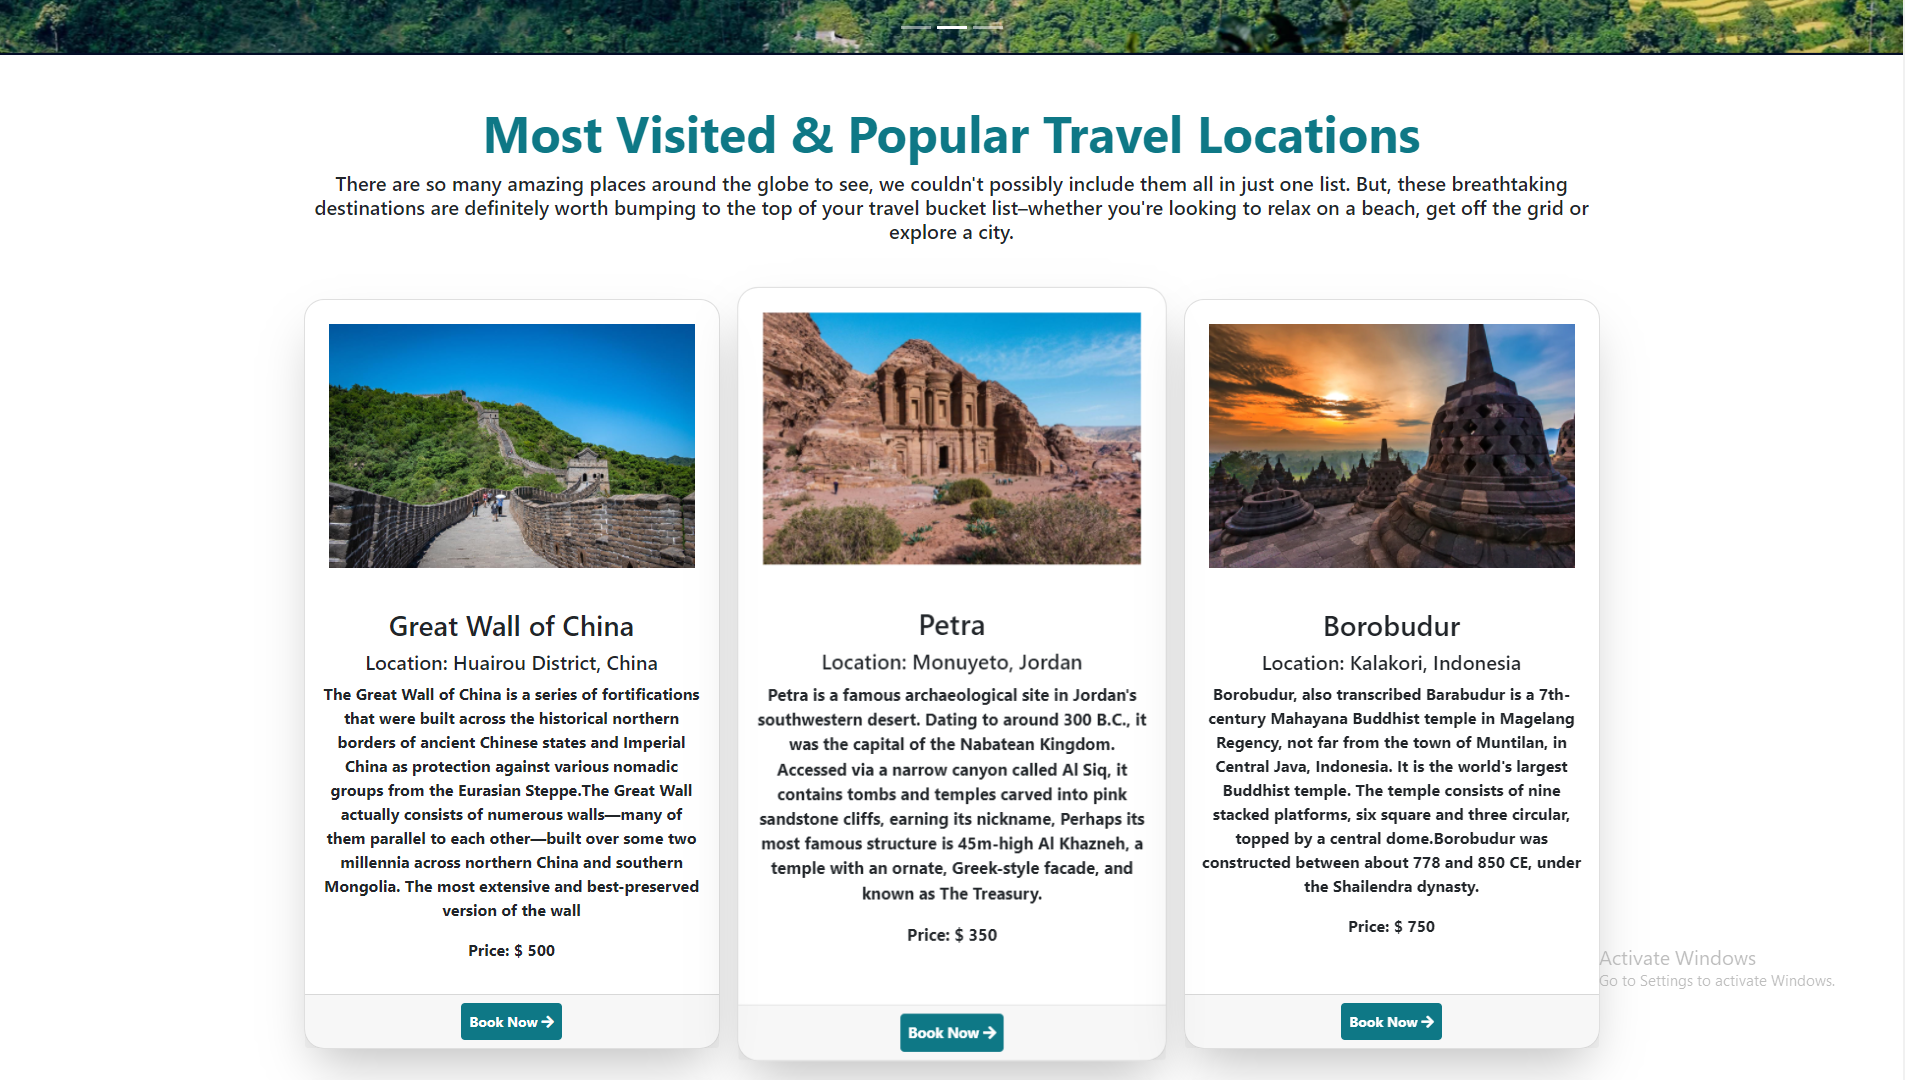 Most Visited & Popular Travel Locations
There are so many amazing places around the globe to see, we couldn't possibly include them all in just one list. But, these breathtaking
destinations are definitely worth bumping to the top of your travel bucket list–whether you're looking to relax on a beach, get off the grid or
explore a city.
Great Wall of China
Location: Huairou District, China
The Great Wall of China is a series of fortifications
that were built across the historical northern
borders of ancient Chinese states and Imperial
China as protection against various nomadic
groups from the Eurasian Steppe.The Great Wall
actually consists of numerous walls—many of
them parallel to each other—built over some two
millennia across northern China and southern
Mongolia. The most extensive and best-preserved
version of the wall
Price: $ 500
Book Now
Petra
Location: Monuyeto, Jordan
Petra is a famous archaeological site in Jordan's
southwestern desert. Dating to around 300 B.C., it
was the capital of the Nabatean Kingdom.
Accessed via a narrow canyon called Al Siq, it
contains tombs and temples carved into pink
sandstone cliffs, earning its nickname, Perhaps its
most famous structure is 45m-high Al Khazneh, a
temple with an ornate, Greek-style facade, and
known as The Treasury.
Price: $ 350
Book Now
Borobudur
Location: Kalakori, Indonesia
Borobudur, also transcribed Barabudur is a 7th-
century Mahayana Buddhist temple in Magelang
Regency, not far from the town of Muntilan, in
Central Java, Indonesia. It is the world's largest
Buddhist temple. The temple consists of nine
stacked platforms, six square and three circular,
topped by a central dome.Borobudur was
constructed between about 778 and 850 CE, under
the Shailendra dynasty.
Price: $ 750
Book Now
Activate Windows
Go to Settings to activate Windows.